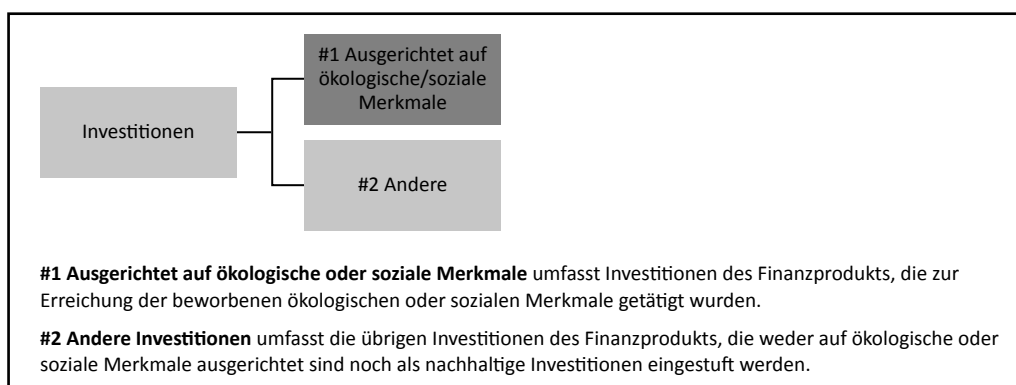 #1 Ausgerichtet auf
ökologische/soziale
Merkmale
Investitionen
#2 Andere
#1 Ausgerichtet auf ökologische oder soziale Merkmale umfasst Investitionen des Finanzprodukts, die zur
Erreichung der beworbenen ökologischen oder sozialen Merkmale getätigt wurden.
#2 Andere Investitionen umfasst die übrigen Investitionen des Finanzprodukts, die weder auf ökologische oder
soziale Merkmale ausgerichtet sind noch als nachhaltige Investitionen eingestuft werden.